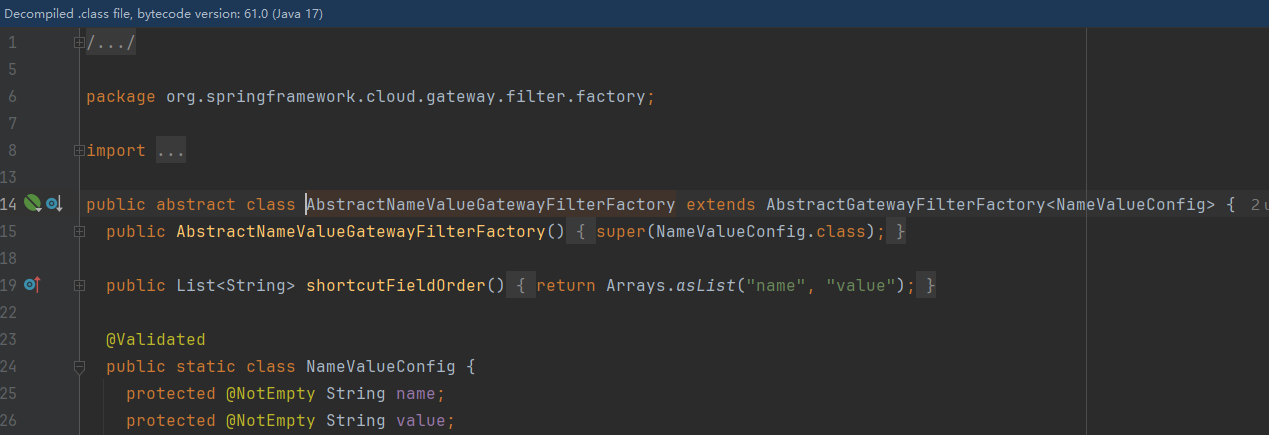 Decompiled .class file, bytecode version: 61.0 (Java 17)
1 /.../
5
6 package org.springframework.cloud.gateway.filter.factory;
7
8 import ...
13
14 public abstract class AbstractNameValueGatewayFilterFactory extends AbstractGatewayFilterFactory<NameValueConfig> { 2 u
15 public AbstractNameValueGatewayFilterFactory() { super(NameValueConfig.class); }
18
19 public List<String> shortcutFieldOrder() { return Arrays.asList("name", "value"); }
22
23 @Validated
24 public static class NameValueConfig {
25 protected @NotEmpty String name;
26 protected @NotEmpty String value;